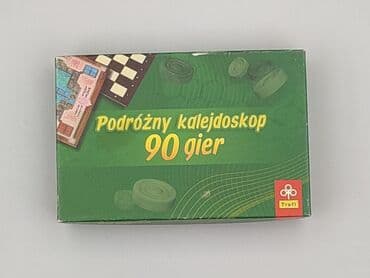 Podróżny kalejdoskop
90 gier
Trefl